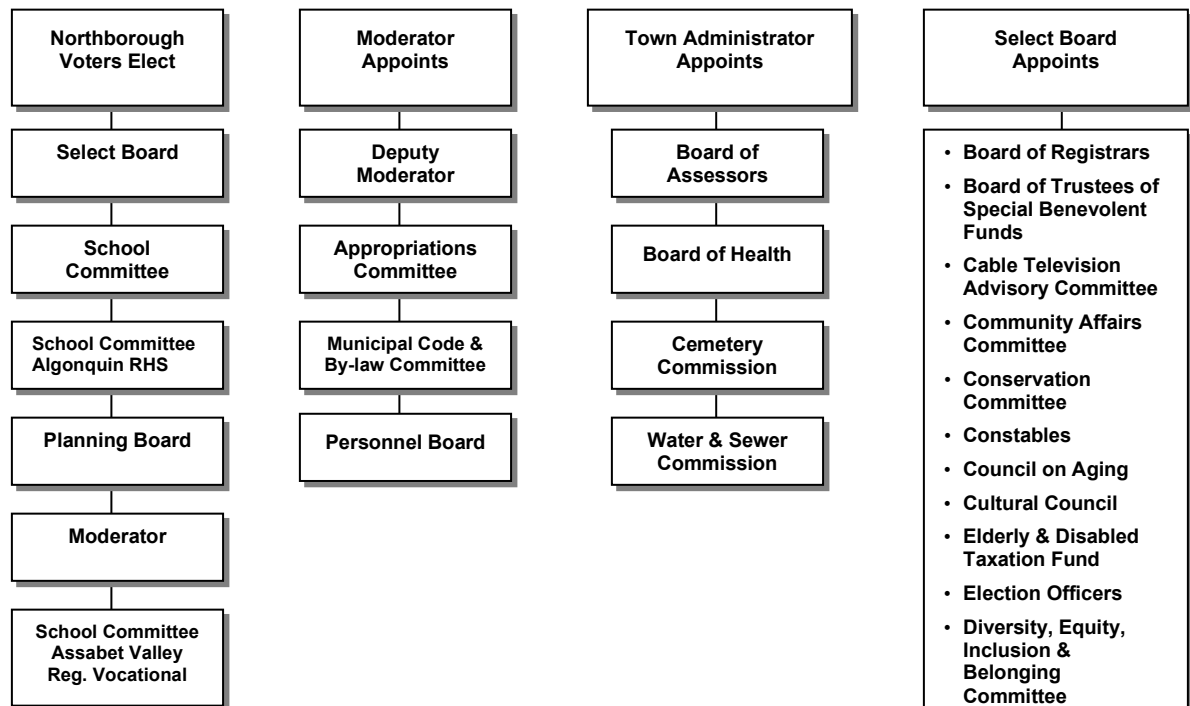 Northborough
Voters Elect
Select Board
School
Committee
School Committee
Algonquin RHS
Planning Board
Moderator
School Committee
Assabet Valley
Reg. Vocational
Moderator
Appoints
Deputy
Moderator
Appropriations
Committee
Municipal Code &
By-law Committee
Personnel Board
Town Administrator
Appoints
Board of
Assessors
Board of Health
Cemetery
Commission
Water & Sewer
Commission
Select Board
Appoints
• Board of Registrars
• Board of Trustees of
Special Benevolent
Funds
• Cable Television
Advisory Committee
• Community Affairs
Committee
• Conservation
Committee
• Constables
• Council on Aging
• Cultural Council
• Elderly & Disabled
Taxation Fund
• Election Officers
• Diversity, Equity,
Inclusion &
Belonging
Committee